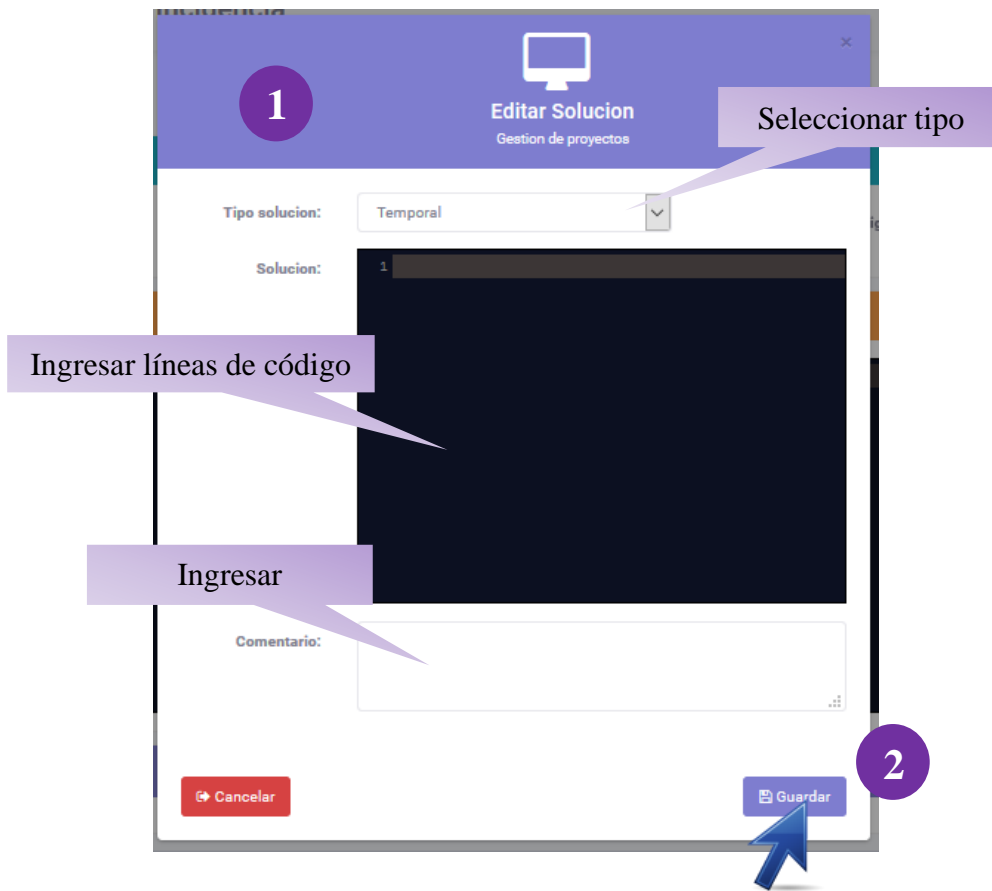 Incidencia
×
1
Editar Solucion
Gestion de proyectos
Seleccionar tipo
Tipo solucion:
Temporal
Solucion:
1
Ingresar líneas de código
Ingresar
Comentario:
2
Cancelar
Guardar